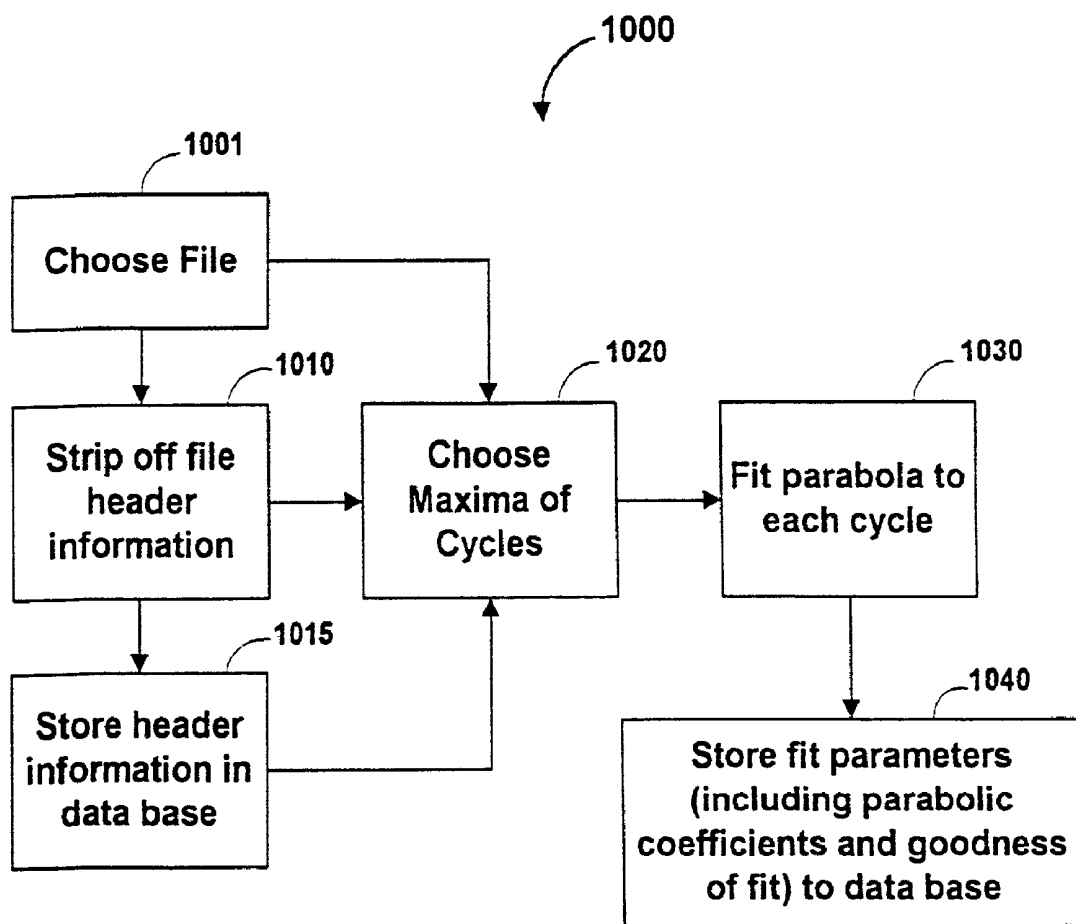 1000
1001
Choose File
1010
Strip off file
header
information
1015
Store header
information in
data base
1020
Choose
Maxima of
Cycles
1030
Fit parabola to
each cycle
1040
Store fit parameters
(including parabolic
coefficients and goodness
of fit) to data base